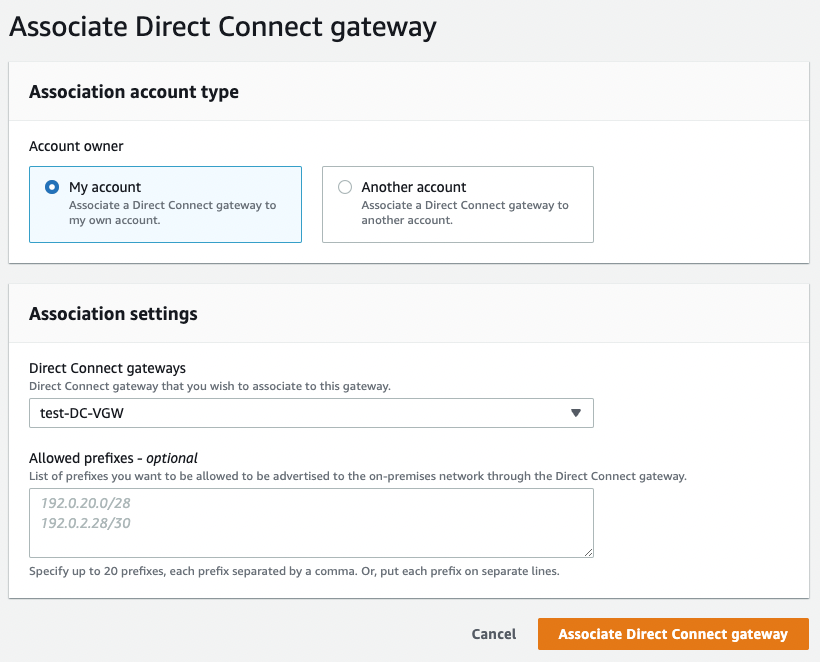 Associate Direct Connect gateway
Association account type
Account owner
My account
Associate a Direct Connect gateway to
my own account.
Another account
Associate a Direct Connect gateway to
another account.
Association settings
Direct Connect gateways
Direct Connect gateway that you wish to associate to this gateway.
test-DC-VGW
Allowed prefixes - optional
List of prefixes you want to be allowed to be advertised to the on-premises network through the Direct Connect gateway.
192.0.20.0/28
192.0.2.28/30
Specify up to 20 prefixes, each prefix separated by a comma. Or, put each prefix on separate lines.
Cancel
Associate Direct Connect gateway